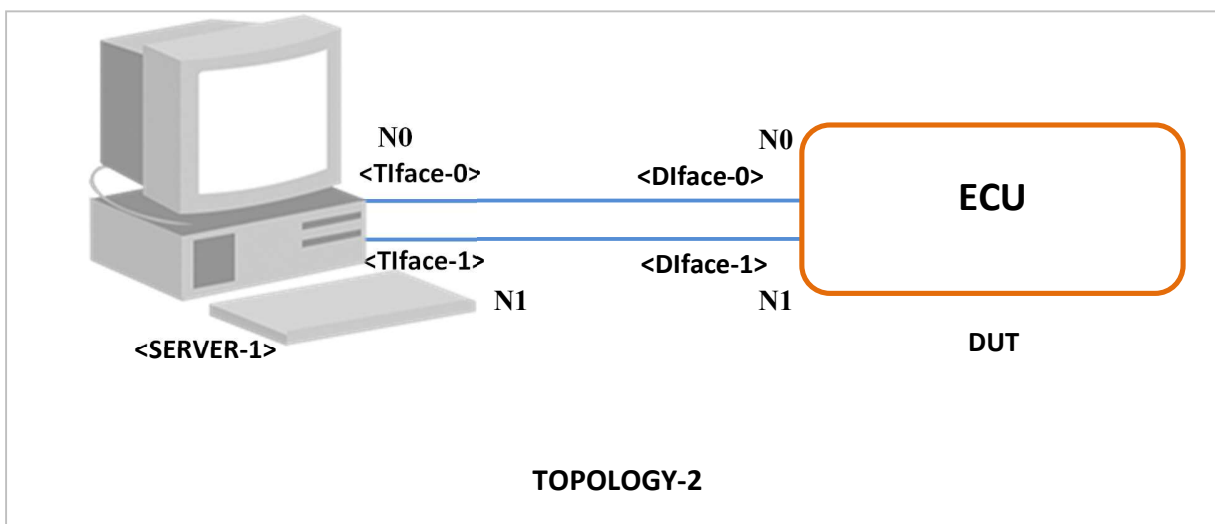 N0
N0
<TIface-0>
<DIface-0>
ECU
<TIface-1>
<DIface-1>
N1
N1
<SERVER-1>
DUT
TOPOLOGY-2